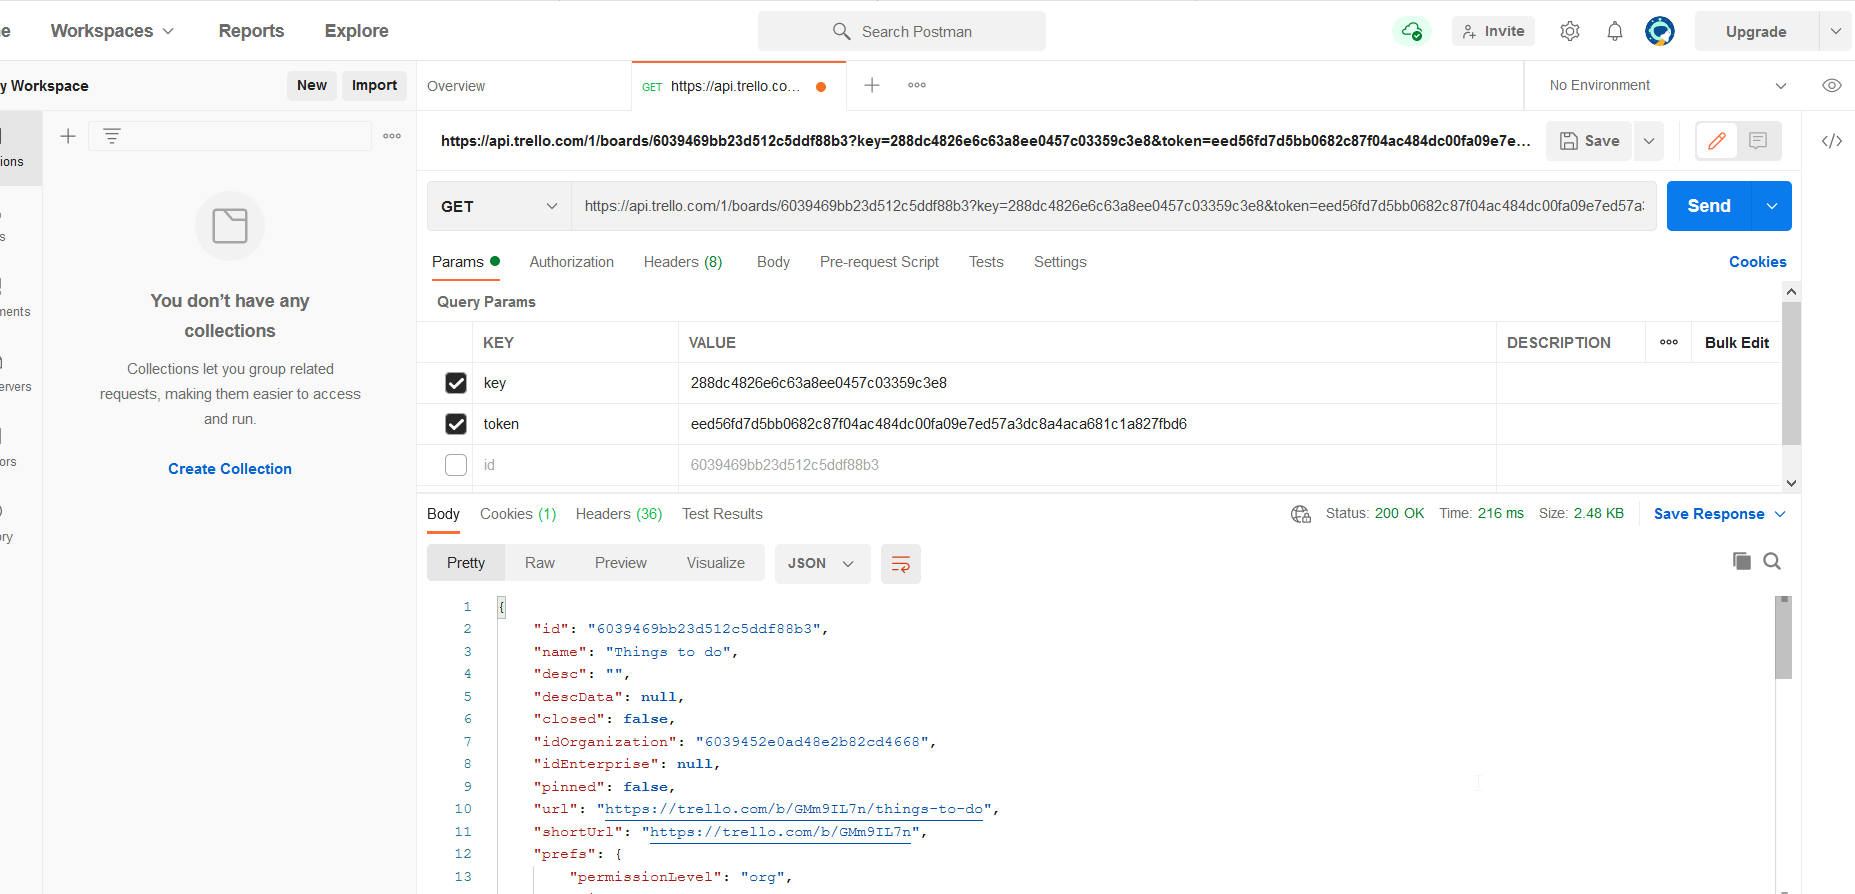 e Workspaces Reports Explore Search Postman Invite Upgrade
y Workspace New Import Overview GET https://api.trello.co... No Environment
ions
https://api.trello.com/1/boards/6039469bb23d512c5ddf88b3?key=288dc4826e6c63a8ee0457c03359c3e8&token=eed56fd7d5bb0682c87f04ac484dc00fa09e7e... Save
GET https://api.trello.com/1/boards/6039469bb23d512c5ddf88b3?key=288dc4826e6c63a8ee0457c03359c3e8&token=eed56fd7d5bb0682c87f04ac484dc00fa09e7ed57a3 Send
s
Params Authorization Headers (8) Body Pre-request Script Tests Settings Cookies
Query Params
You don’t have any
collections
nents
KEY VALUE DESCRIPTION Bulk Edit
Collections let you group related
requests, making them easier to access
and run.
ervers
key 288dc4826e6c63a8ee0457c03359c3e8
token eed56fd7d5bb0682c87f04ac484dc00fa09e7ed57a3dc8a4aca681c1a827fbd6
ors
id 6039469bb23d512c5ddf88b3
Create Collection
Body Cookies (1) Headers (36) Test Results Status: 200 OK Time: 216 ms Size: 2.48 KB Save Response
ry
Pretty Raw Preview Visualize JSON
1 {
2 "id": "6039469bb23d512c5ddf88b3",
3 "name": "Things to do",
4 "desc": "",
5 "descData": null,
6 "closed": false,
7 "idOrganization": "6039452e0ad48e2b82cd4668",
8 "idEnterprise": null,
9 "pinned": false,
10 "url": "https://trello.com/b/GMm9IL7n/things-to-do",
11 "shortUrl": "https://trello.com/b/GMm9IL7n",
12 "prefs": {
13 "permissionLevel": "org",